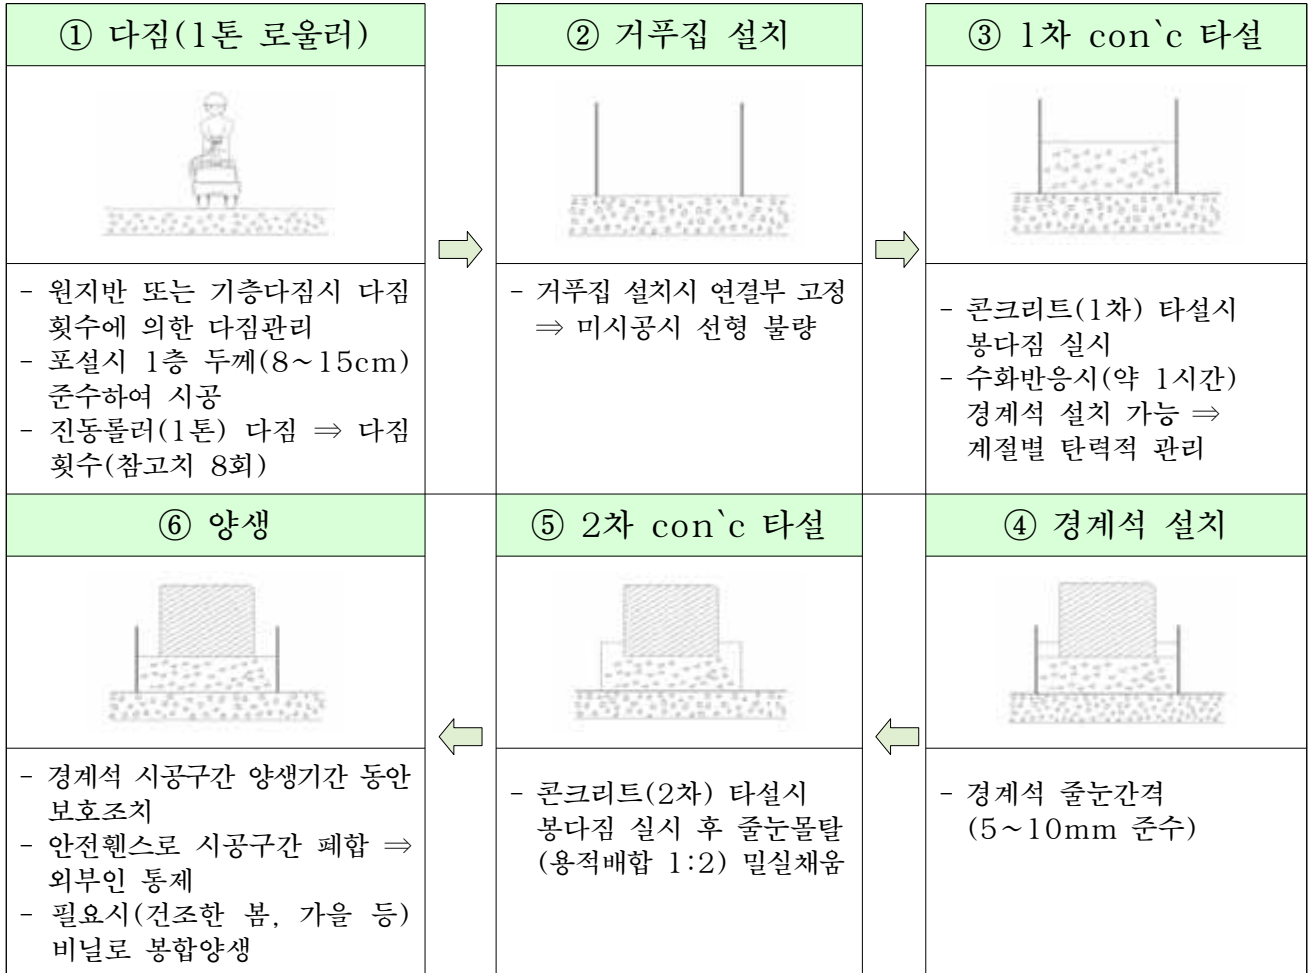 ① 다짐(1톤 로울러)
- 원지반 또는 기층다짐시 다짐
횟수에 의한 다짐관리
- 포설시 1층 두께(8~15cm)
준수하여 시공
- 진동롤러(1톤) 다짐 ⇒ 다짐
횟수(참고치 8회)
② 거푸집 설치
- 거푸집 설치시 연결부 고정
⇒ 미시공시 선형 불량
③ 1차 con`c 타설
- 콘크리트(1차) 타설시
봉다짐 실시
- 수화반응시(약 1시간)
경계석 설치 가능 ⇒
계절별 탄력적 관리
④ 경계석 설치
- 경계석 줄눈간격
(5~10mm 준수)
⑤ 2차 con`c 타설
- 콘크리트(2차) 타설시
봉다짐 실시 후 줄눈몰탈
(용적배합 1:2) 밀실채움
⑥ 양생
- 경계석 시공구간 양생기간 동안
보호조치
- 안전휀스로 시공구간 폐합 ⇒
외부인 통제
- 필요시(건조한 봄, 가을 등)
비닐로 봉합양생